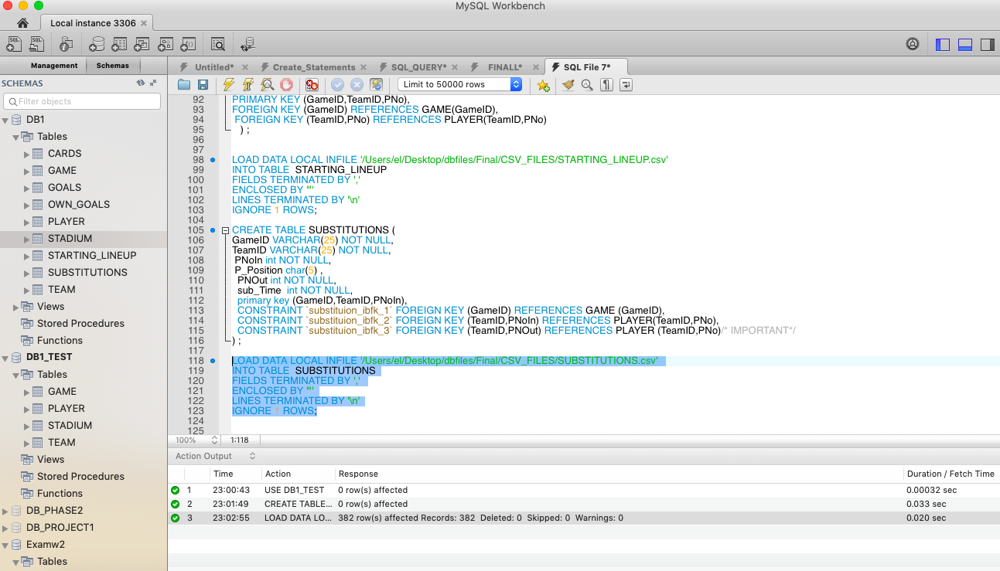 MySQL Workbench
Local instance 3306
Management Schemas
SCHEMAS
Filter objects
DB1
Tables
CARDS
GAME
GOALS
OWN_GOALS
PLAYER
STADIUM
STARTING_LINEUP
SUBSTITUTIONS
TEAM
Views
Stored Procedures
Functions
DB1_TEST
Tables
GAME
PLAYER
STADIUM
TEAM
Views
Stored Procedures
Functions
DB_PHASE2
DB_PROJECT1
Examw2
Tables
Untitled* Create_Statements SQL_QUERY* FINALL* SQL File 7*
Limit to 50000 rows
92 PRIMARY KEY (GameID,TeamID,PNo),
93 FOREIGN KEY (GameID) REFERENCES GAME(GameID),
94 FOREIGN KEY (TeamID,PNo) REFERENCES PLAYER(TeamID,PNo)
95 ) ;
96
97
98 LOAD DATA LOCAL INFILE '/Users/el/Desktop/dbfiles/Final/CSV_FILES/STARTING_LINEUP.csv'
99 INTO TABLE STARTING_LINEUP
100 FIELDS TERMINATED BY ','
101 ENCLOSED BY '"'
102 LINES TERMINATED BY '\n'
103 IGNORE 1 ROWS;
104
105 CREATE TABLE SUBSTITUTIONS (
106 GameID VARCHAR(25) NOT NULL,
107 TeamID VARCHAR(25) NOT NULL,
108 PNoIn int NOT NULL,
109 P_Position char(5) ,
110 PNOut int NOT NULL,
111 sub_Time int NOT NULL,
112 primary key (GameID,TeamID,PNoIn),
113 CONSTRAINT `substituion_ibfk_1` FOREIGN KEY (GameID) REFERENCES GAME (GameID),
114 CONSTRAINT `substituion_ibfk_2` FOREIGN KEY (TeamID,PNoIn) REFERENCES PLAYER(TeamID,PNo),
115 CONSTRAINT `substituion_ibfk_3` FOREIGN KEY (TeamID,PNOut) REFERENCES PLAYER (TeamID,PNo)/* IMPORTANT*/
116 ) ;
117
118 LOAD DATA LOCAL INFILE '/Users/el/Desktop/dbfiles/Final/CSV_FILES/SUBSTITUTIONS.csv'
119 INTO TABLE SUBSTITUTIONS
120 FIELDS TERMINATED BY ','
121 ENCLOSED BY '"'
122 LINES TERMINATED BY '\n'
123 IGNORE 1 ROWS;
124
125
100% 1:118
Action Output
Time Action Response Duration / Fetch Time
1 23:00:43 USE DB1_TEST 0 row(s) affected 0.00032 sec
2 23:01:49 CREATE TABLE... 0 row(s) affected 0.033 sec
3 23:02:55 LOAD DATA LO... 382 row(s) affected Records: 382 Deleted: 0 Skipped: 0 Warnings: 0 0.020 sec